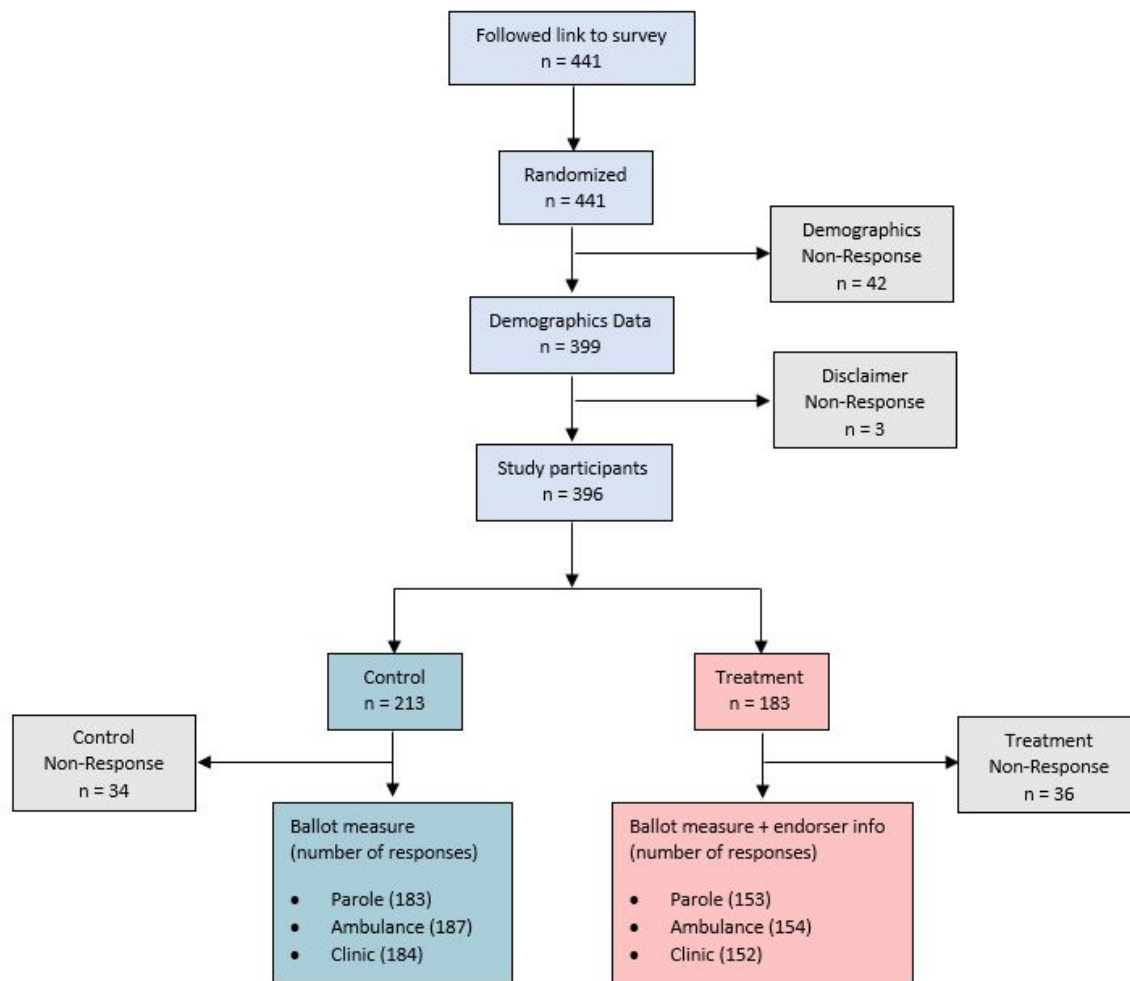 Followed link to survey
n = 441
Randomized
n = 441
Demographics
Non-Response
n = 42
Demographics Data
n = 399
Disclaimer
Non-Response
n = 3
Study participants
n = 396
Control
n = 213
Treatment
n = 183
Control
Non-Response
n = 34
Treatment
Non-Response
n = 36
Ballot measure
(number of responses)
• Parole (183)
• Ambulance (187)
• Clinic (184)
Ballot measure + endorser info
(number of responses)
• Parole (153)
• Ambulance (154)
• Clinic (152)